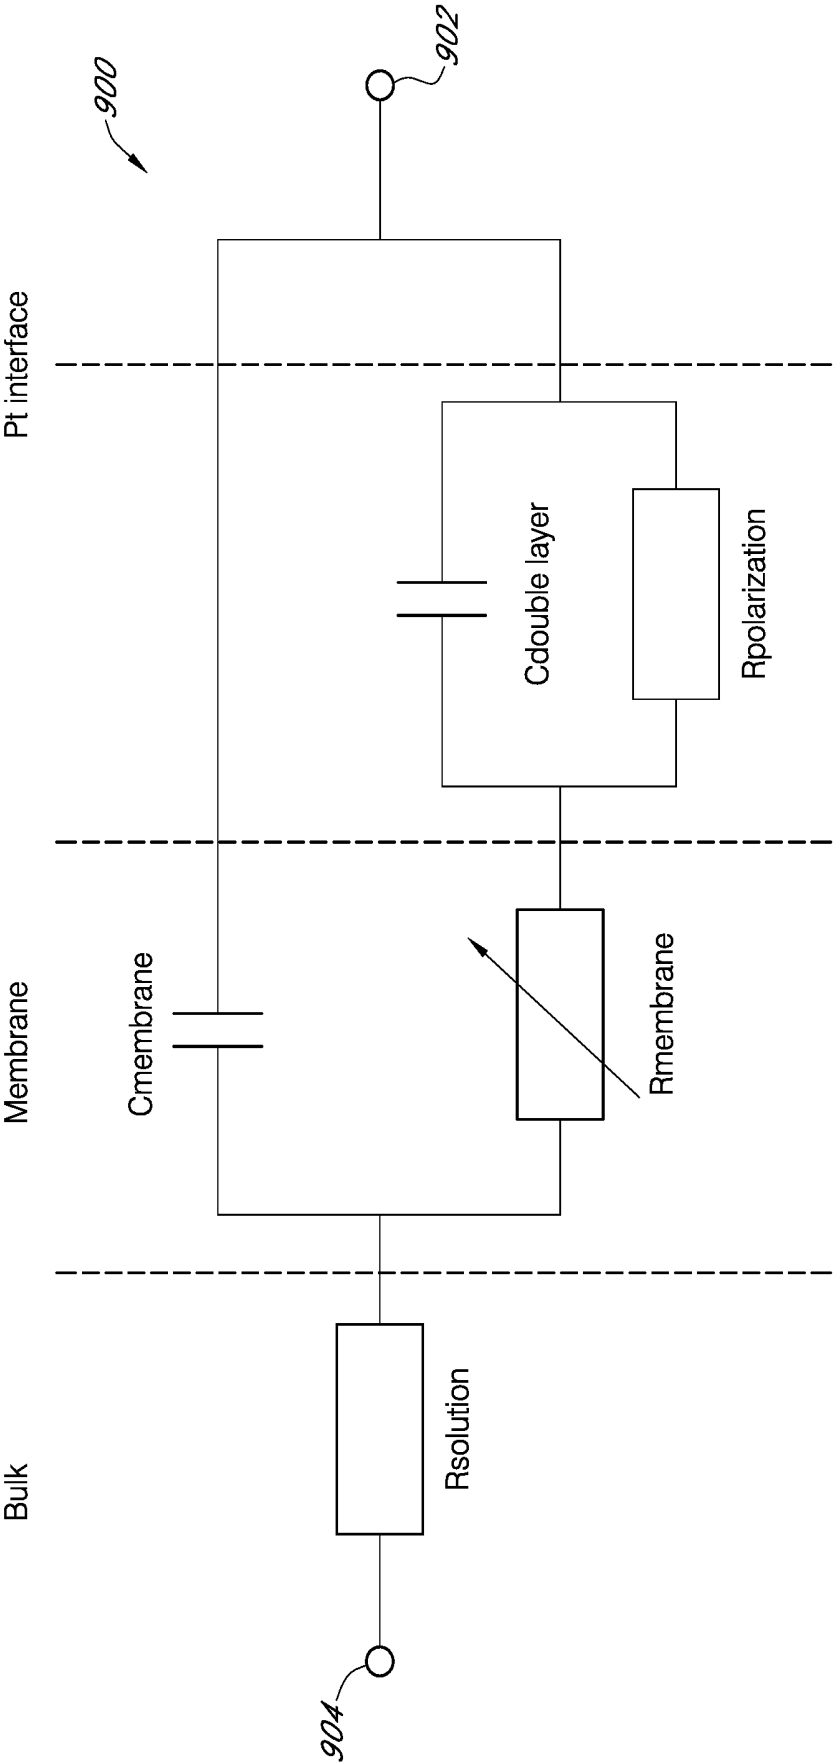 900
902
Bulk
Membrane
Pt interface
Cmembrane
Cdouble layer
Rsolution
Rmembrane
Rpolarization
904